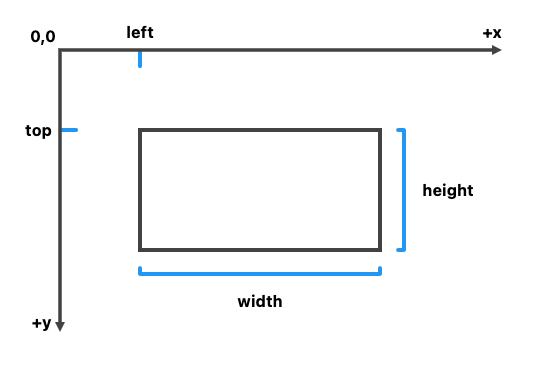 0,0
left
+x
top
height
width
+y